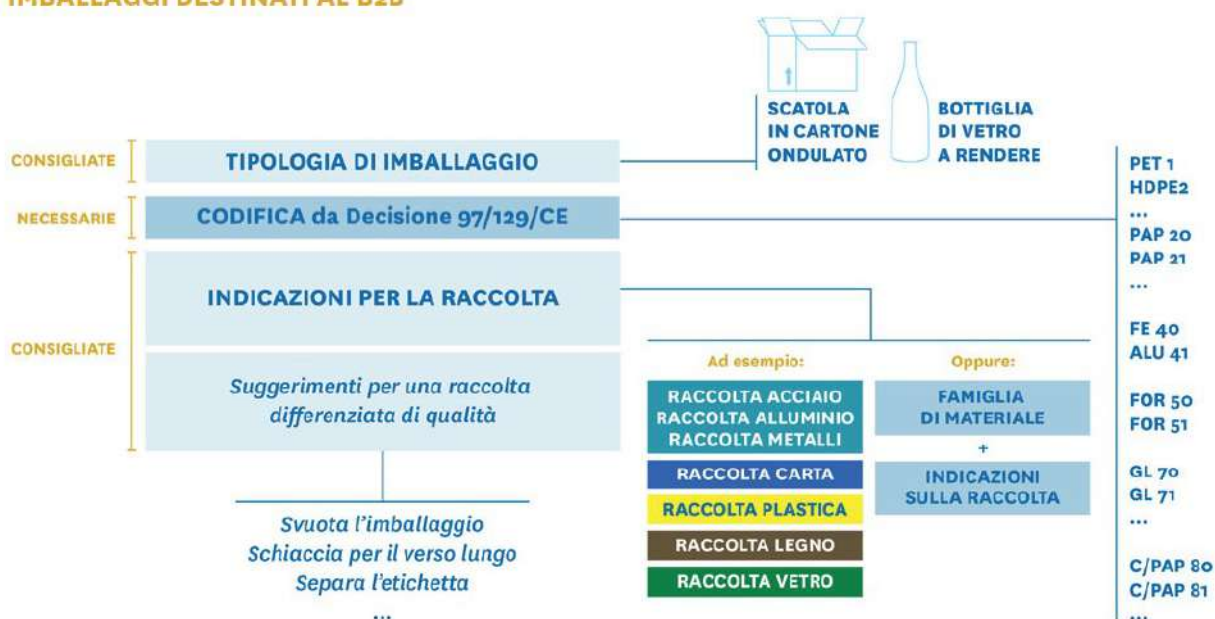 IMBALLAGGI DESTINATI AL B2B
SCATOLA
IN CARTONE
ONDULATO
BOTTIGLIA
DI VETRO
A RENDERE
CONSIGLIATE
TIPOLOGIA DI IMBALLAGGIO
NECESSARIE
CODIFICA da Decisione 97/129/CE
CONSIGLIATE
INDICAZIONI PER LA RACCOLTA
Suggerimenti per una raccolta
differenziata di qualità
Svuota l'imballaggio
Schiaccia per il verso lungo
Separa l'etichetta
...
Ad esempio:
RACCOLTA ACCIAIO
RACCOLTA ALLUMINIO
RACCOLTA METALLI
RACCOLTA CARTA
RACCOLTA PLASTICA
RACCOLTA LEGNO
RACCOLTA VETRO
Oppure:
FAMIGLIA
DI MATERIALE
+
INDICAZIONI
SULLA RACCOLTA
PET 1
HDPE2
...
PAP 20
PAP 21
...
FE 40
ALU 41
FOR 50
FOR 51
GL 70
GL 71
...
C/PAP 80
C/PAP 81
...